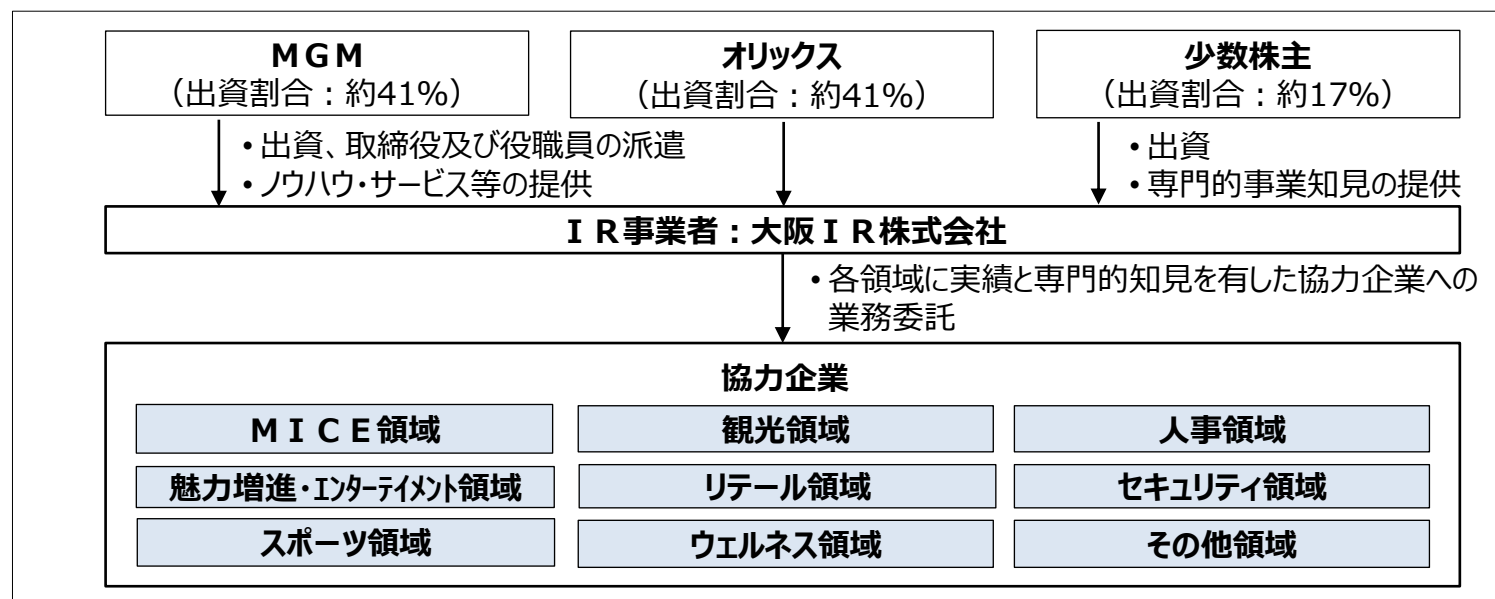 ＭＧＭ
（出資割合：約41%）
オリックス
（出資割合：約41%）
少数株主
（出資割合：約17%）
• 出資、取締役及び役職員の派遣
• ノウハウ・サービス等の提供
• 出資
• 専門的事業知見の提供
ＩＲ事業者：大阪ＩＲ株式会社
• 各領域に実績と専門的知見を有した協力企業への
業務委託
協力企業
ＭＩＣＥ領域
観光領域
人事領域
魅力増進・エンターテイメント領域
リテール領域
セキュリティ領域
スポーツ領域
ウェルネス領域
その他領域